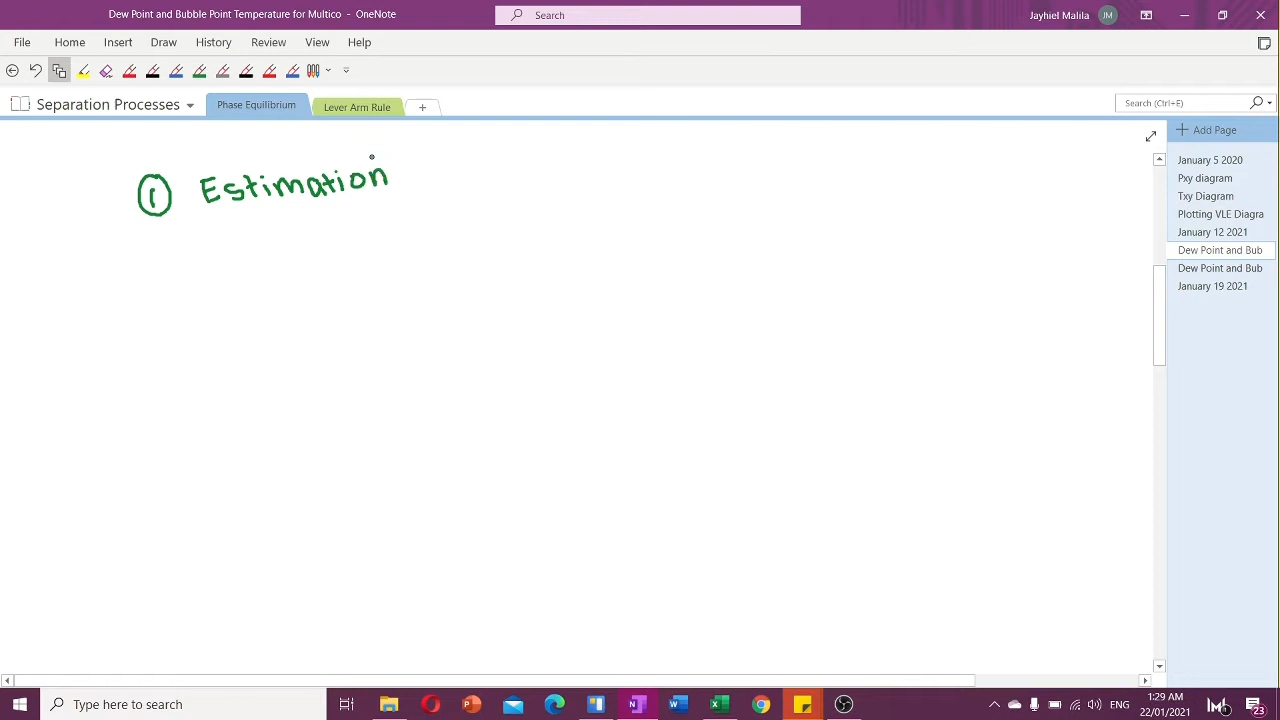 Dew Point and Bubble Point Temperature for Multico - OneNote
Search
Jayhiel Malila
JM
File Home Insert Draw History Review View Help
Separation Processes
Phase Equilibrium
Lever Arm Rule
+
Search (Ctrl+E)
+ Add Page
① Estimation
January 5 2020
Pxy diagram
Txy Diagram
Plotting VLE Diagra
January 12 2021
Dew Point and Bub
Dew Point and Bub
January 19 2021
Type here to search
ENG
1:29 AM
22/01/2021
23